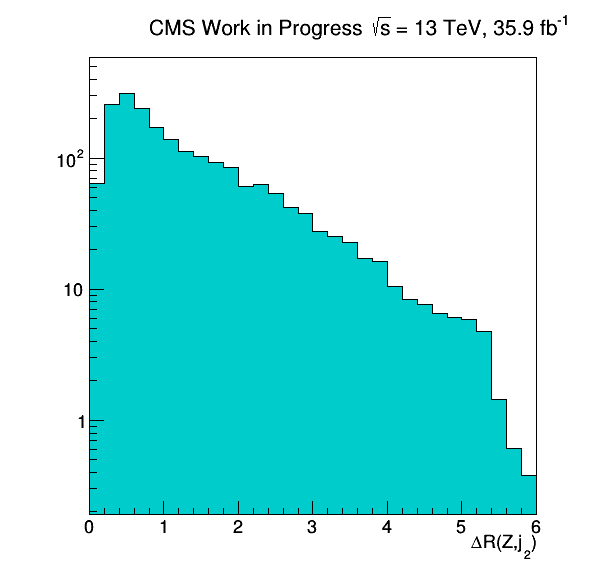 CMS Work in Progress √s = 13 TeV, 35.9 fb⁻¹
10²
10
1
0 1 2 3 4 5 6
ΔR(Z,j₂)